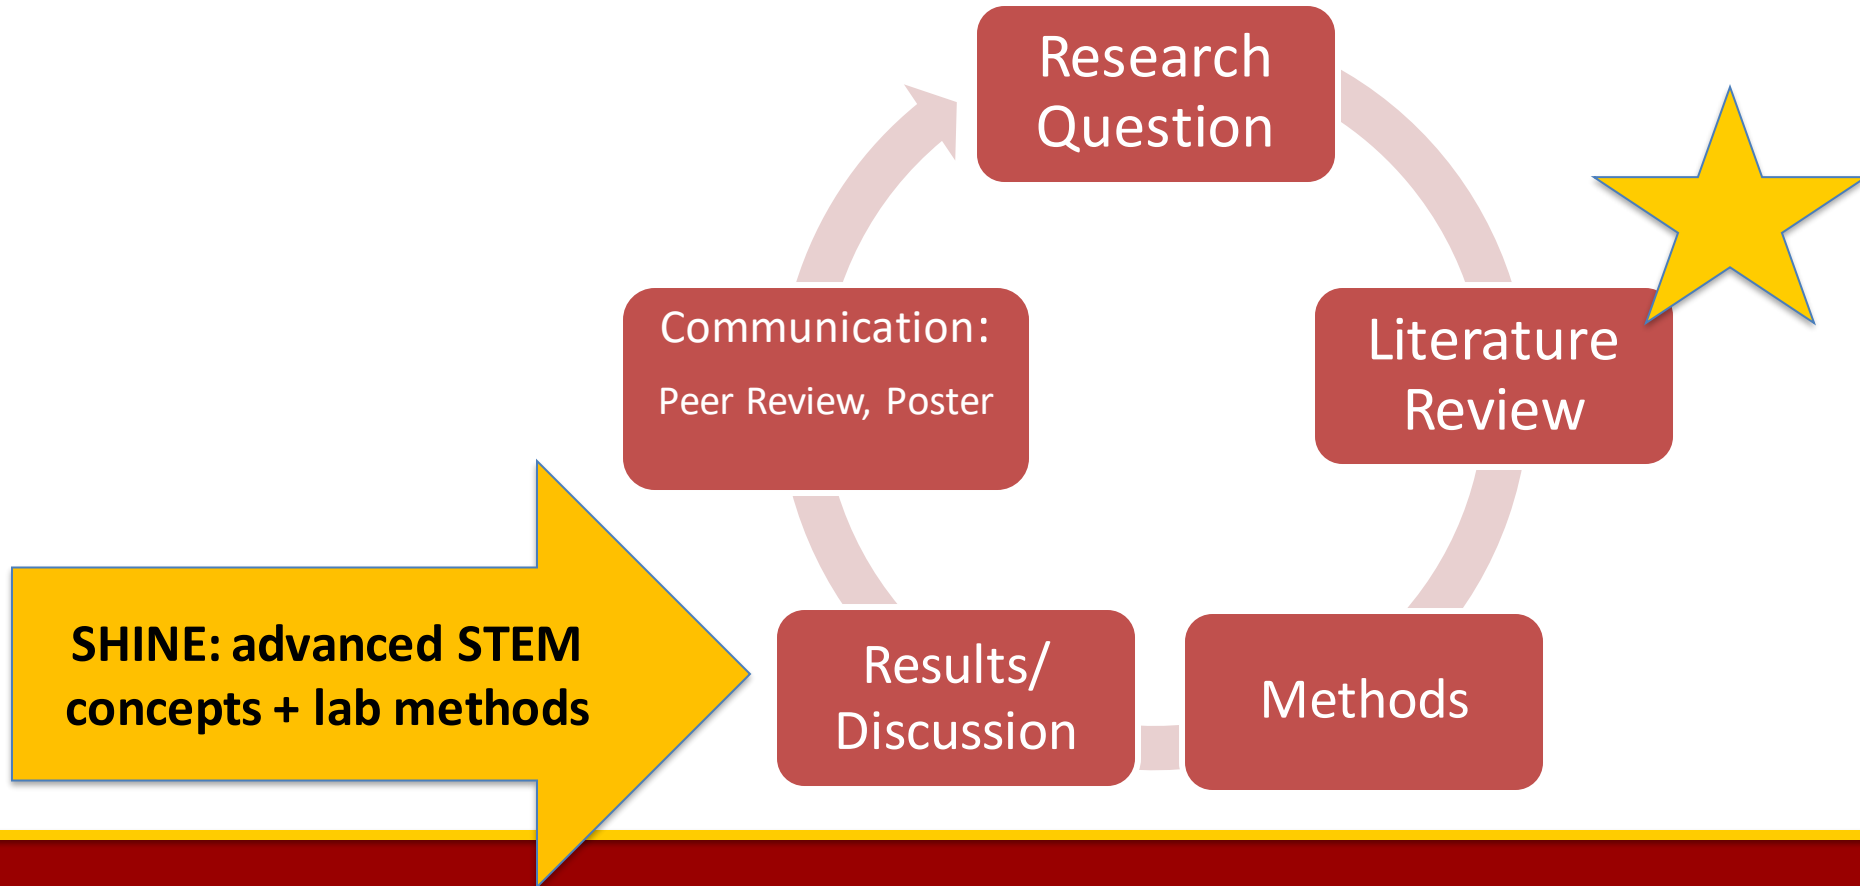 Research
Question
Literature
Review
Methods
Results/
Discussion
Communication:
Peer Review, Poster
SHINE: advanced STEM
concepts + lab methods